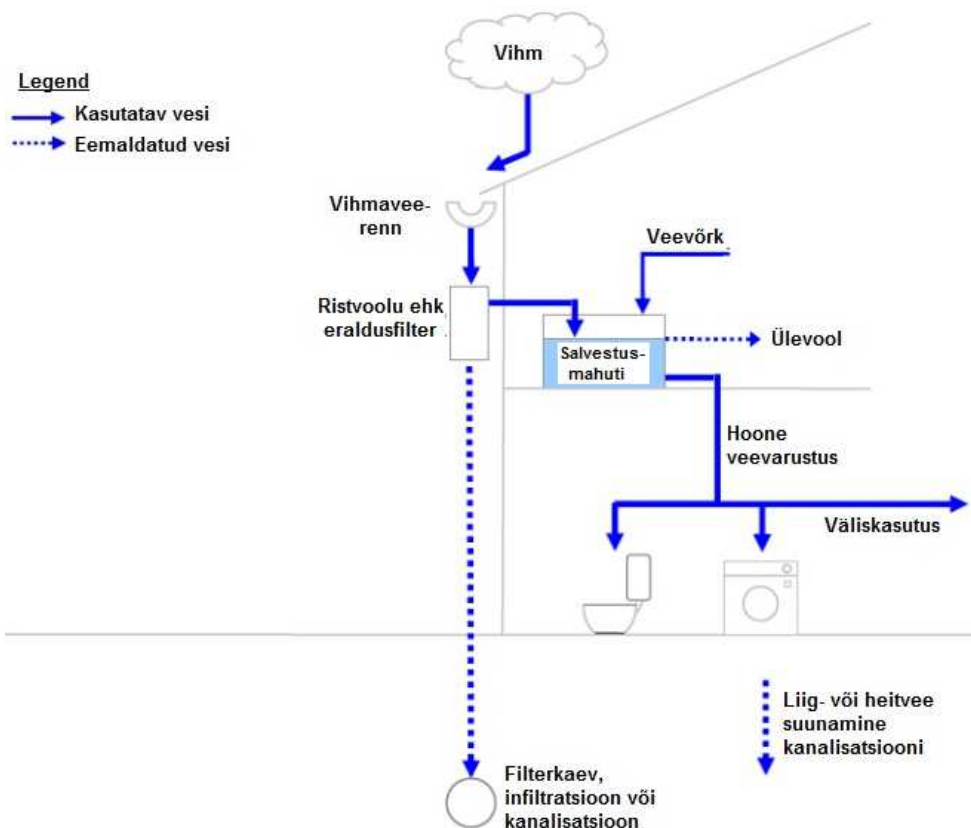 Vihm
Legend
Kasutatav vesi
Eemaldatud vesi
Vihmavee-
renn
Veevõrk
Ristvoolu ehk
eraldusfilter
Ülevool
Salvestus-
mahuti
Hoone
veevarustus
Väliskasutus
Liig- või heitvee
suunamine
kanalisatsiooni
Filterkaev,
infiltratsioon või
kanalisatsioon